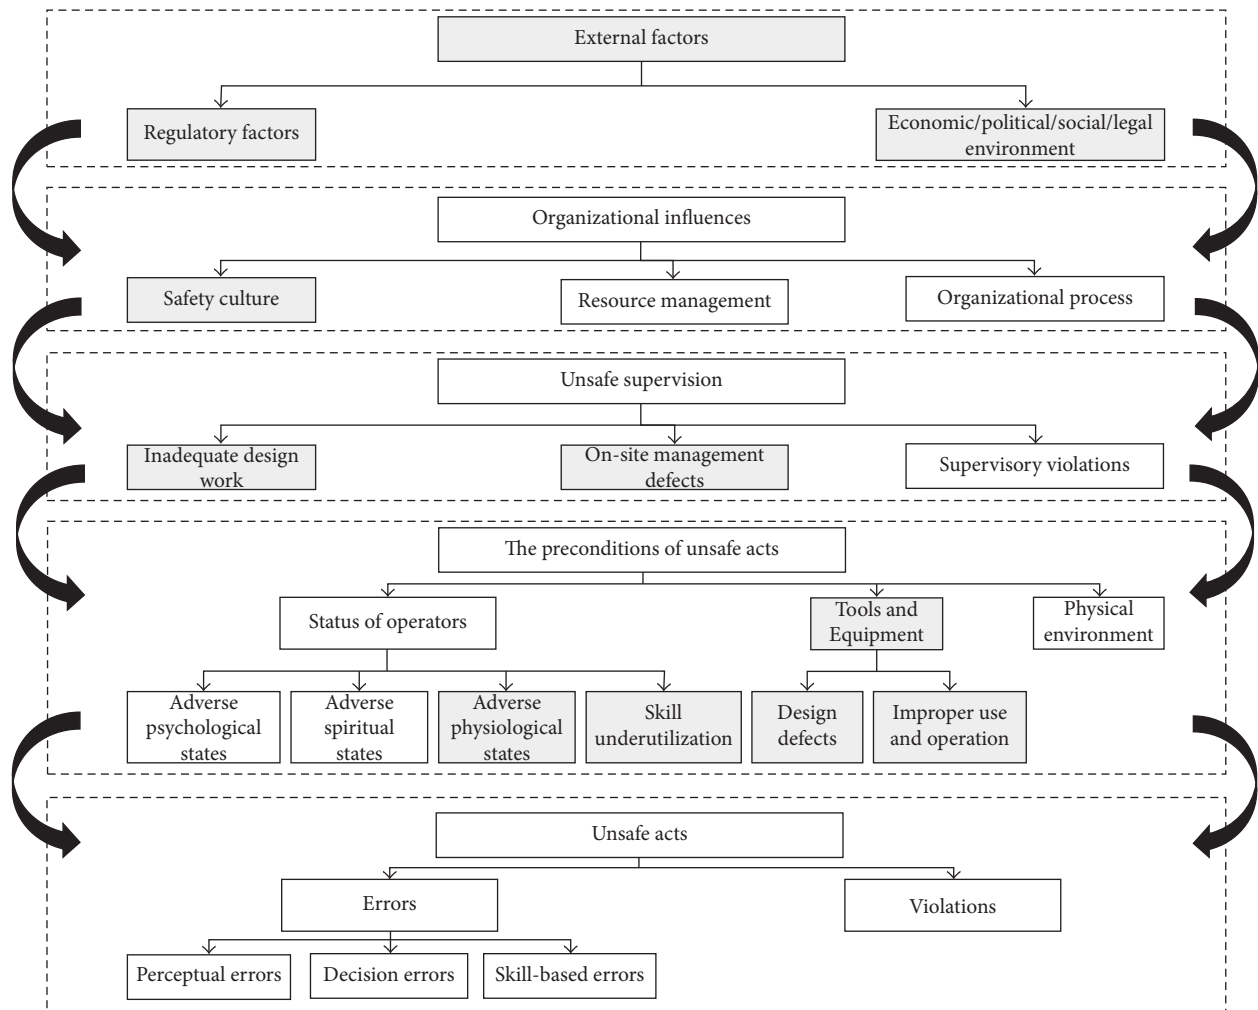 External factors
Regulatory factors
Economic/political/social/legal
environment
Organizational influences
Safety culture
Resource management
Organizational process
Unsafe supervision
Inadequate design
work
On-site management
defects
Supervisory violations
The preconditions of unsafe acts
Status of operators
Tools and
Equipment
Physical
environment
Adverse
psychological
states
Adverse
spiritual
states
Adverse
physiological
states
Skill
underutilization
Design
defects
Improper use
and operation
Unsafe acts
Errors
Violations
Perceptual errors
Decision errors
Skill-based errors